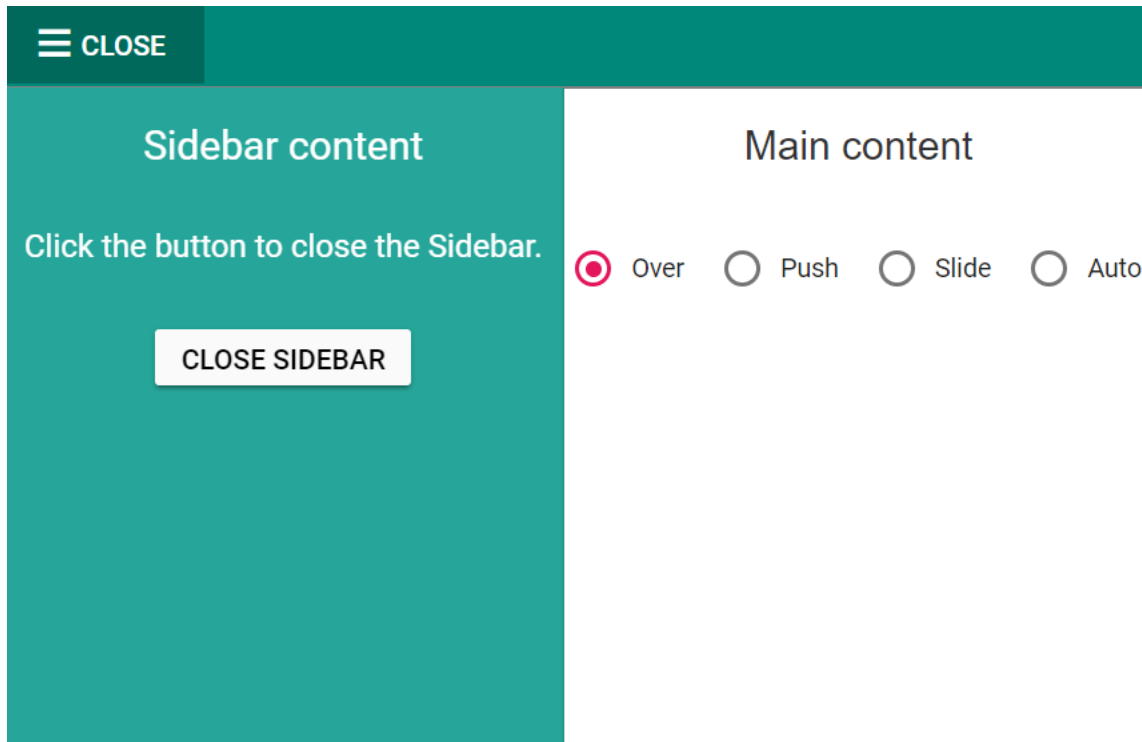 CLOSE
Sidebar content
Click the button to close the Sidebar.
CLOSE SIDEBAR
Main content
Over Push Slide Auto